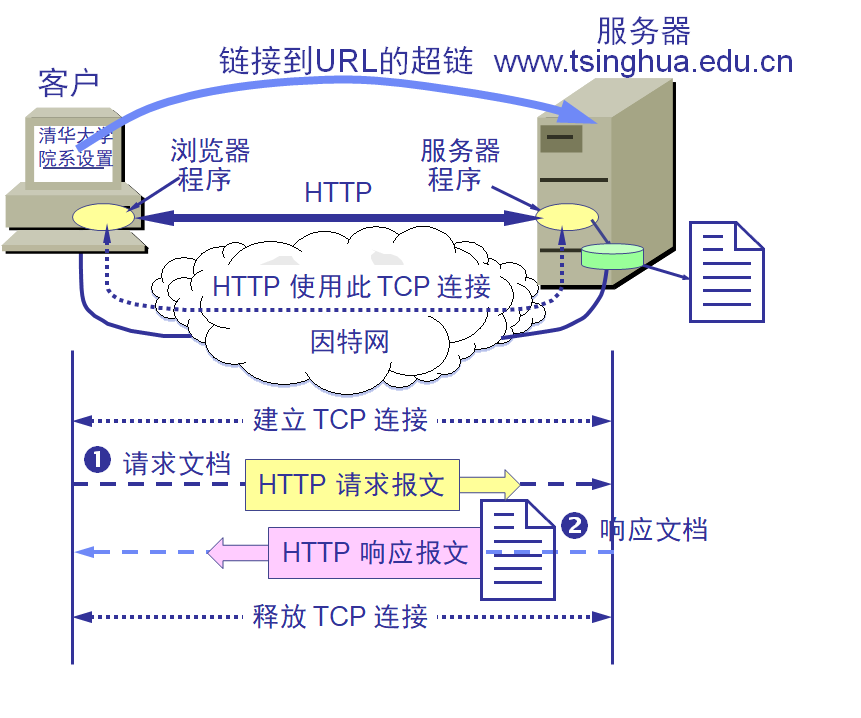 服务器
链接到URL的超链
www.tsinghua.edu.cn
客户
清华大学
院系设置
浏览器
程序
服务器
程序
HTTP
HTTP 使用此 TCP 连接
因特网
建立 TCP 连接
❶ 请求文档
HTTP 请求报文
❷ 响应文档
HTTP 响应报文
释放 TCP 连接